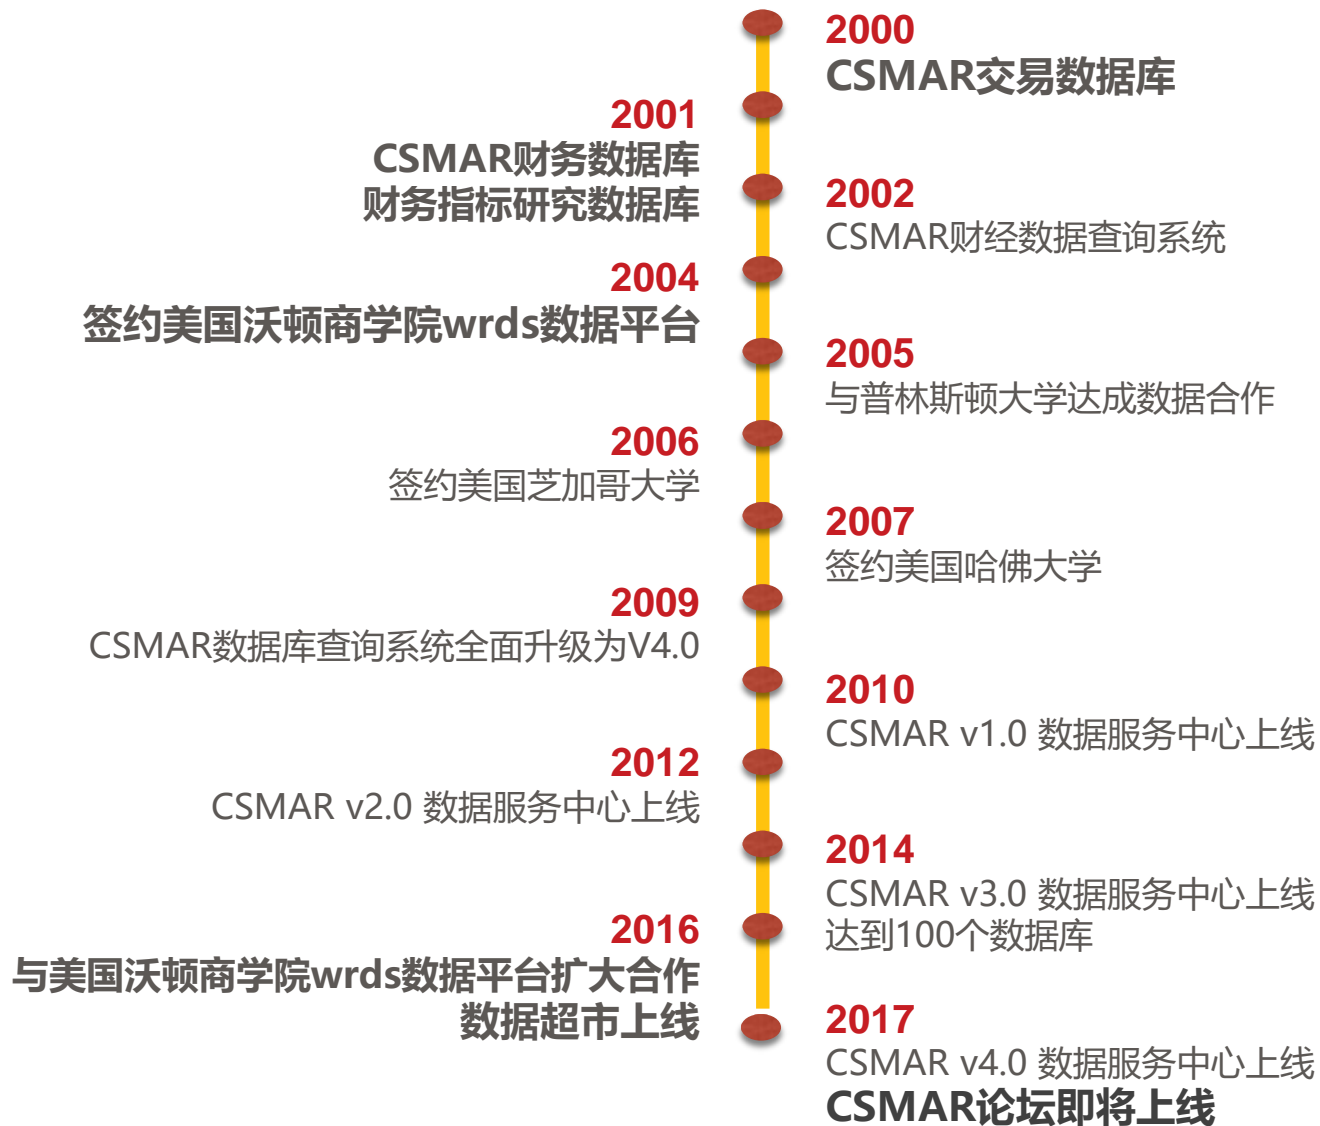 2000
CSMAR交易数据库
2001
CSMAR财务数据库
财务指标研究数据库
2002
CSMAR财经数据查询系统
2004
签约美国沃顿商学院wrds数据平台
2005
与普林斯顿大学达成数据合作
2006
签约美国芝加哥大学
2007
签约美国哈佛大学
2009
CSMAR数据库查询系统全面升级为V4.0
2010
CSMAR v1.0 数据服务中心上线
2012
CSMAR v2.0 数据服务中心上线
2014
CSMAR v3.0 数据服务中心上线
达到100个数据库
2016
与美国沃顿商学院wrds数据平台扩大合作
数据超市上线
2017
CSMAR v4.0 数据服务中心上线
CSMAR论坛即将上线